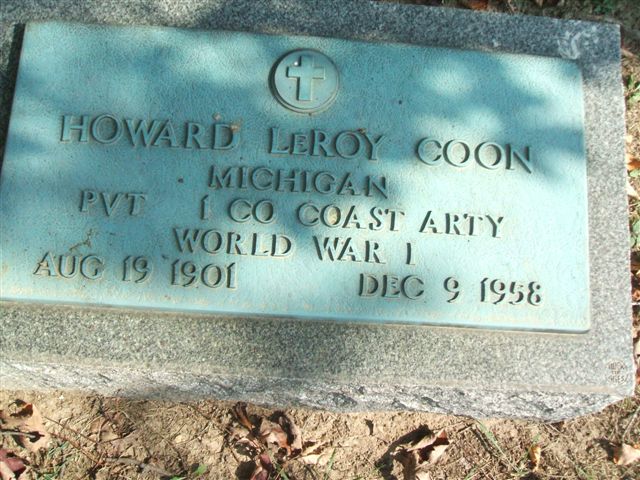 HOWARD LEROY COON
MICHIGAN
PVT 1 CO COAST ARTY
WORLD WAR I
AUG 19 1901 DEC 9 1958